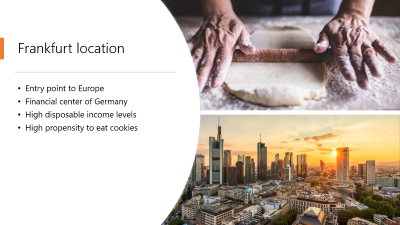 Frankfurt location
• Entry point to Europe
• Financial center of Germany
• High disposable income levels
• High propensity to eat cookies